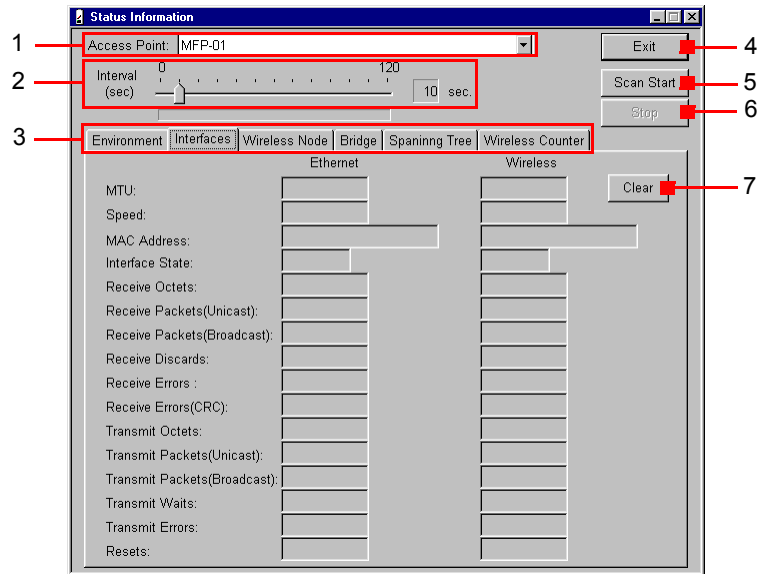 Status Information
1
Access Point: MFP-01
Exit
4
2
Interval
(sec)
0
120
10 sec.
Scan Start
5
Stop
6
3
Environment Interfaces Wireless Node Bridge Spaninng Tree Wireless Counter
Ethernet Wireless
Clear
7
MTU:
Speed:
MAC Address:
Interface State:
Receive Octets:
Receive Packets(Unicast):
Receive Packets(Broadcast):
Receive Discards:
Receive Errors :
Receive Errors(CRC):
Transmit Octets:
Transmit Packets(Unicast):
Transmit Packets(Broadcast):
Transmit Waits:
Transmit Errors:
Resets: